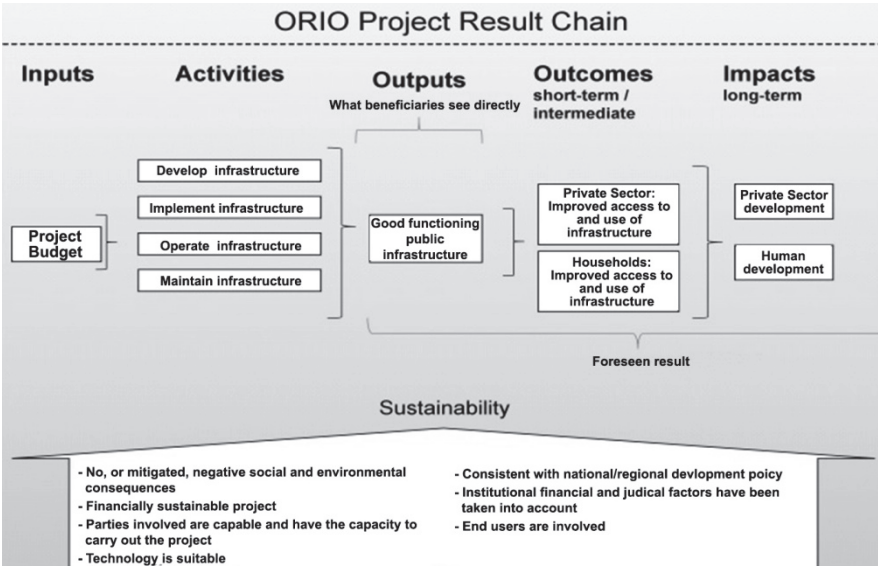 ORIO Project Result Chain
Inputs
Activities
Outputs
What beneficiaries see directly
Outcomes
short-term /
intermediate
Impacts
long-term
Project
Budget
Develop infrastructure
Implement infrastructure
Operate infrastructure
Maintain infrastructure
Good functioning
public
infrastructure
Private Sector:
Improved access to
and use of
infrastructure
Households:
Improved access to
and use of
infrastructure
Private Sector
development
Human
development
Foreseen result
Sustainability
- No, or mitigated, negative social and environmental
consequences
- Financially sustainable project
- Parties involved are capable and have the capacity to
carry out the project
- Technology is suitable
- Consistent with national/regional devlopment poicy
- Institutional financial and judical factors have been
taken into account
- End users are involved